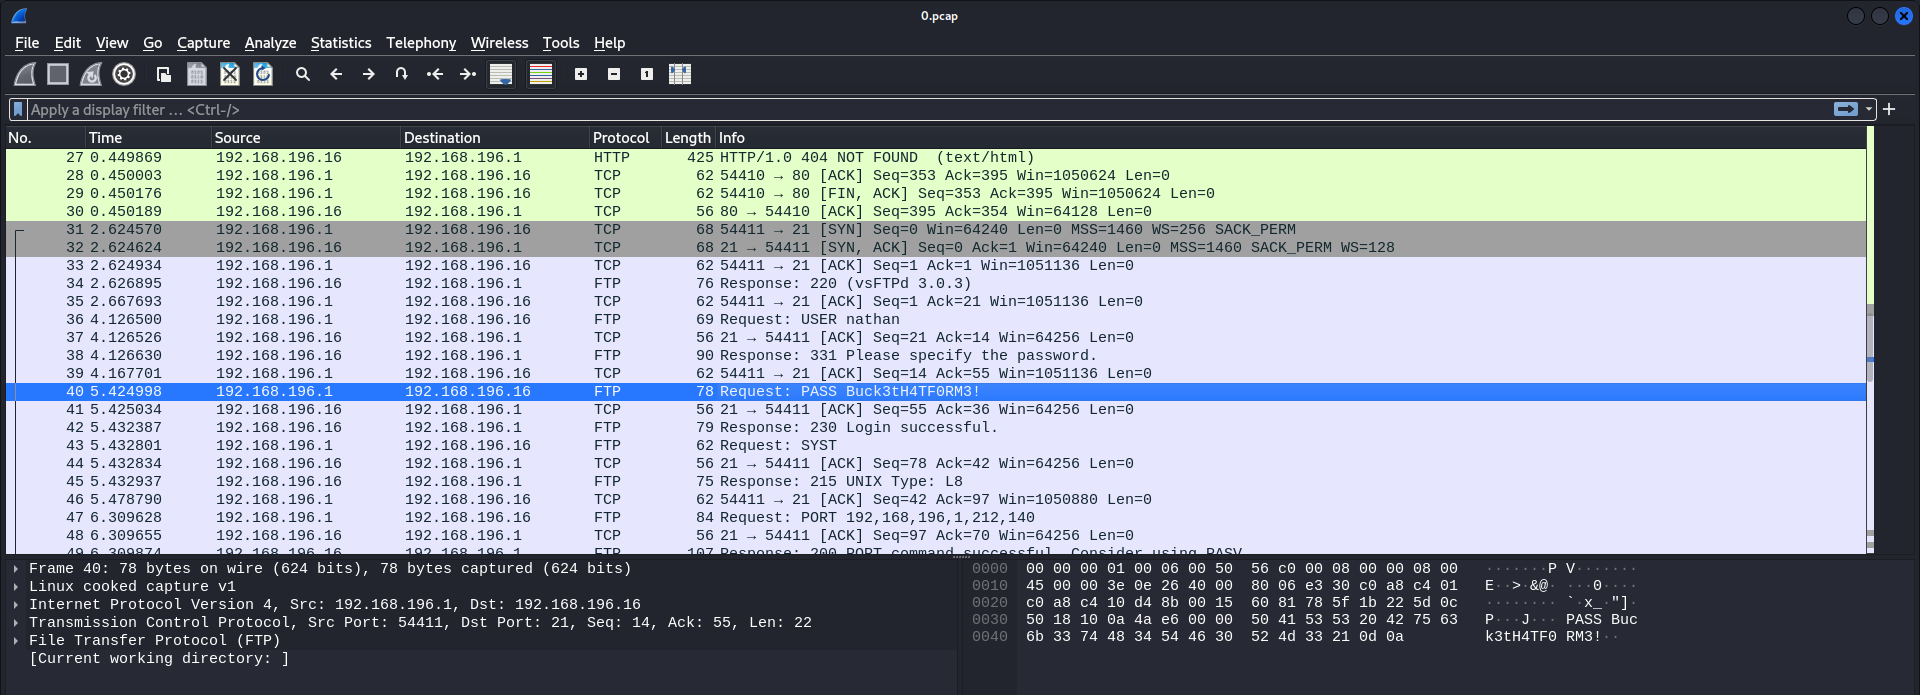 0.pcap
File Edit View Go Capture Analyze Statistics Telephony Wireless Tools Help
Apply a display filter … <Ctrl-/>
No. Time Source Destination Protocol Length Info
27 0.449869 192.168.196.16 192.168.196.1 HTTP 425 HTTP/1.0 404 NOT FOUND (text/html)
28 0.450003 192.168.196.1 192.168.196.16 TCP 62 54410 → 80 [ACK] Seq=353 Ack=395 Win=1050624 Len=0
29 0.450176 192.168.196.1 192.168.196.16 TCP 62 54410 → 80 [FIN, ACK] Seq=353 Ack=395 Win=1050624 Len=0
30 0.450189 192.168.196.16 192.168.196.1 TCP 56 80 → 54410 [ACK] Seq=395 Ack=354 Win=64128 Len=0
31 2.624570 192.168.196.1 192.168.196.16 TCP 68 54411 → 21 [SYN] Seq=0 Win=64240 Len=0 MSS=1460 WS=256 SACK_PERM
32 2.624624 192.168.196.16 192.168.196.1 TCP 68 21 → 54411 [SYN, ACK] Seq=0 Ack=1 Win=64240 Len=0 MSS=1460 SACK_PERM WS=128
33 2.624934 192.168.196.1 192.168.196.16 TCP 62 54411 → 21 [ACK] Seq=1 Ack=1 Win=1051136 Len=0
34 2.626895 192.168.196.16 192.168.196.1 FTP 76 Response: 220 (vsFTPd 3.0.3)
35 2.667693 192.168.196.1 192.168.196.16 TCP 62 54411 → 21 [ACK] Seq=1 Ack=21 Win=1051136 Len=0
36 4.126500 192.168.196.1 192.168.196.16 FTP 69 Request: USER nathan
37 4.126526 192.168.196.16 192.168.196.1 TCP 56 21 → 54411 [ACK] Seq=21 Ack=14 Win=64256 Len=0
38 4.126630 192.168.196.16 192.168.196.1 FTP 90 Response: 331 Please specify the password.
39 4.167701 192.168.196.1 192.168.196.16 TCP 62 54411 → 21 [ACK] Seq=14 Ack=55 Win=1051136 Len=0
40 5.424998 192.168.196.1 192.168.196.16 FTP 78 Request: PASS Buck3tH4TF0RM3!
41 5.425034 192.168.196.16 192.168.196.1 TCP 56 21 → 54411 [ACK] Seq=55 Ack=36 Win=64256 Len=0
42 5.432387 192.168.196.16 192.168.196.1 FTP 79 Response: 230 Login successful.
43 5.432801 192.168.196.1 192.168.196.16 FTP 62 Request: SYST
44 5.432834 192.168.196.16 192.168.196.1 TCP 56 21 → 54411 [ACK] Seq=78 Ack=42 Win=64256 Len=0
45 5.432937 192.168.196.16 192.168.196.1 FTP 75 Response: 215 UNIX Type: L8
46 5.478790 192.168.196.1 192.168.196.16 TCP 62 54411 → 21 [ACK] Seq=42 Ack=97 Win=1050880 Len=0
47 6.309628 192.168.196.1 192.168.196.16 FTP 84 Request: PORT 192,168,196,1,212,140
48 6.309655 192.168.196.16 192.168.196.1 TCP 56 21 → 54411 [ACK] Seq=97 Ack=70 Win=64256 Len=0
49 6.309874 192.168.196.16 192.168.196.1 FTP 107 Response: 200 PORT command successful. Consider using PASV.
Frame 40: 78 bytes on wire (624 bits), 78 bytes captured (624 bits)
Linux cooked capture v1
Internet Protocol Version 4, Src: 192.168.196.1, Dst: 192.168.196.16
Transmission Control Protocol, Src Port: 54411, Dst Port: 21, Seq: 14, Ack: 55, Len: 22
File Transfer Protocol (FTP)
[Current working directory: ]
0000 00 00 00 01 00 06 00 50 56 c0 00 08 00 00 08 00 ·······P V·······
0010 45 00 00 3e 0e 26 40 00 80 06 e3 30 c0 a8 c4 01 E··>·&@· ···0····
0020 c0 a8 c4 10 d4 8b 00 15 60 81 78 5f 1b 22 5d 0c ········ `·x_·"]·
0030 50 18 10 0a 4a e6 00 00 50 41 53 53 20 42 75 63 P···J··· PASS Buc
0040 6b 33 74 48 34 54 46 30 52 4d 33 21 0d 0a k3tH4TF0 RM3!··